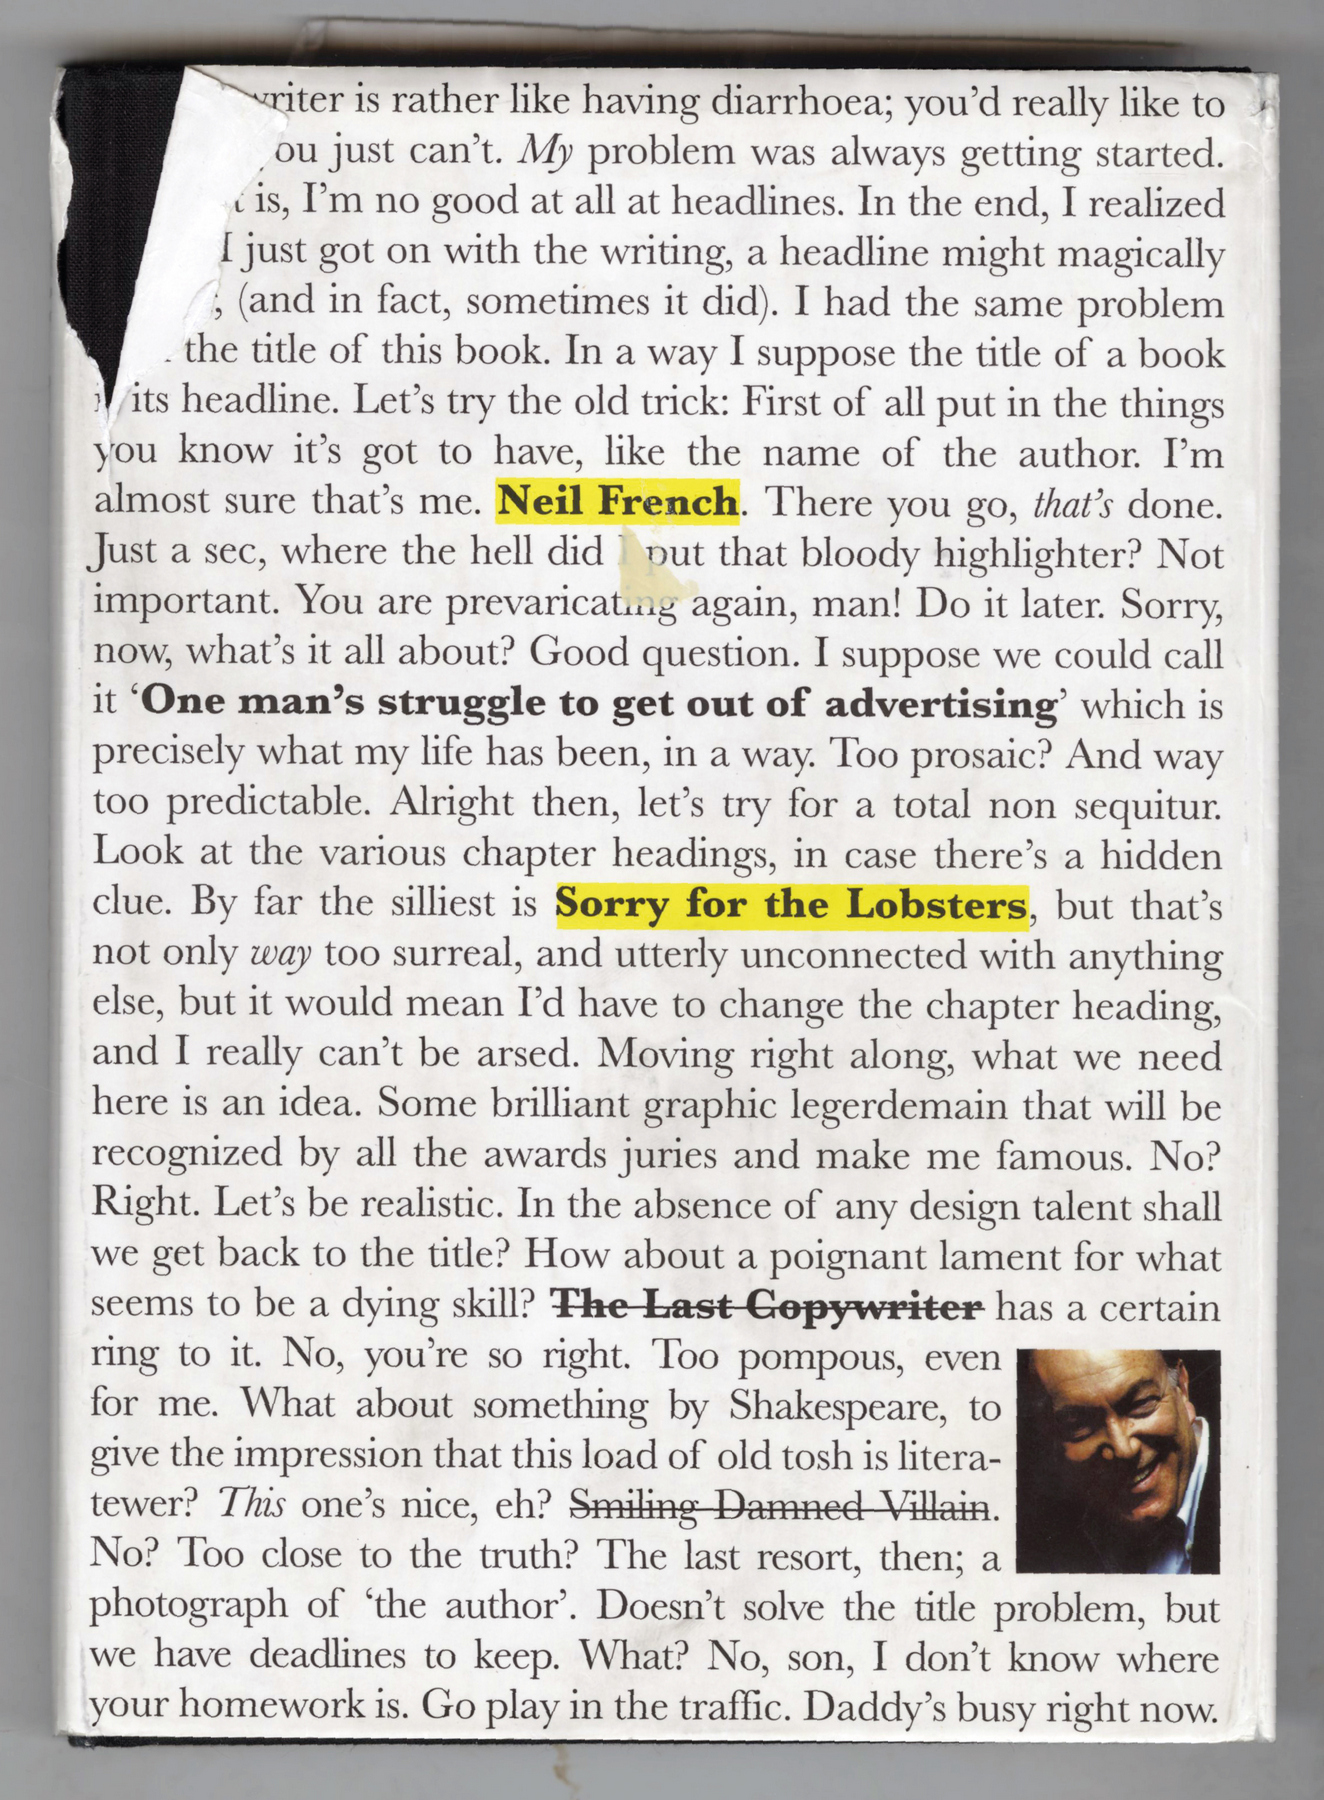 is rather like having diarrhoea; you’d really like to
just can’t. My problem was always getting started.
is, I’m no good at all at headlines. In the end, I realized
I just got on with the writing, a headline might magically
(and in fact, sometimes it did). I had the same problem
the title of this book. In a way I suppose the title of a book
its headline. Let’s try the old trick: First of all put in the things
you know it’s got to have, like the name of the author. I’m
almost sure that’s me. Neil French. There you go, that’s done.
Just a sec, where the hell did I put that bloody highlighter? Not
important. You are prevaricating again, man! Do it later. Sorry,
now, what’s it all about? Good question. I suppose we could call
it ‘One man’s struggle to get out of advertising’ which is
precisely what my life has been, in a way. Too prosaic? And way
too predictable. Alright then, let’s try for a total non sequitur.
Look at the various chapter headings, in case there’s a hidden
clue. By far the silliest is Sorry for the Lobsters, but that’s
not only way too surreal, and utterly unconnected with anything
else, but it would mean I’d have to change the chapter heading,
and I really can’t be arsed. Moving right along, what we need
here is an idea. Some brilliant graphic legerdemain that will be
recognized by all the awards juries and make me famous. No?
Right. Let’s be realistic. In the absence of any design talent shall
we get back to the title? How about a poignant lament for what
seems to be a dying skill? The Last Copywriter has a certain
ring to it. No, you’re so right. Too pompous, even
for me. What about something by Shakespeare, to
give the impression that this load of old tosh is litera-
tewer? This one’s nice, eh? Smiling Damned Villain.
No? Too close to the truth? The last resort, then; a
photograph of ‘the author’. Doesn’t solve the title problem, but
we have deadlines to keep. What? No, son, I don’t know where
your homework is. Go play in the traffic. Daddy’s busy right now.